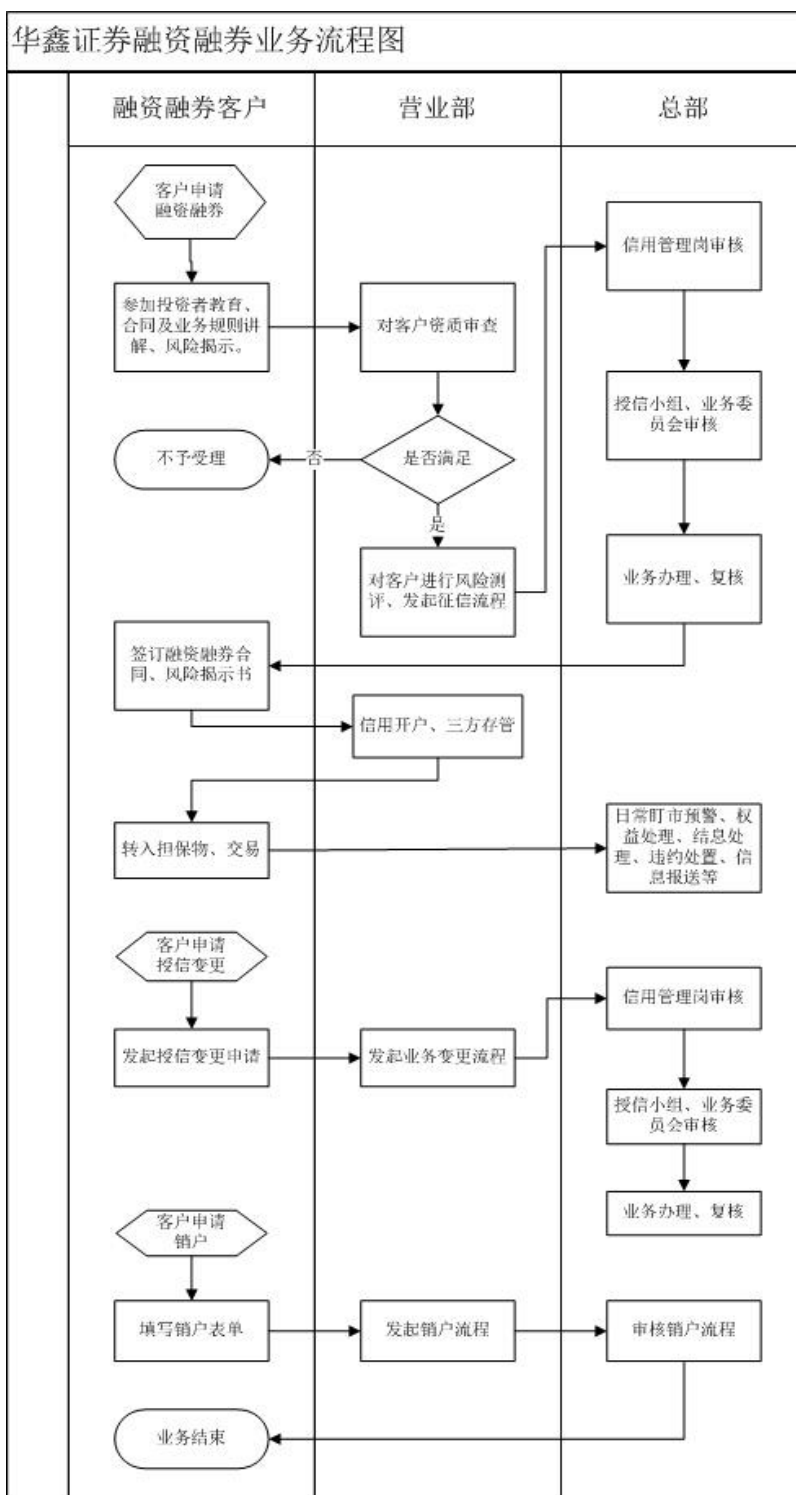 华鑫证券融资融券业务流程图
融资融券客户
营业部
总部
客户申请
融资融券
信用管理岗审核
参加投资者教育、
合同及业务规则讲
解、风险揭示。
对客户资质审查
授信小组、业务委
员会审核
不予受理
否
是否满足
是
对客户进行风险测
评、发起征信流程
业务办理、复核
签订融资融券合
同、风险揭示书
信用开户、三方存管
转入担保物、交易
日常盯市预警、权
益处理、结息处
理、违约处置、信
息报送等
客户申请
授信变更
信用管理岗审核
发起授信变更申请
发起业务变更流程
授信小组、业务委
员会审核
业务办理、复核
客户申请
销户
填写销户表单
发起销户流程
审核销户流程
业务结束